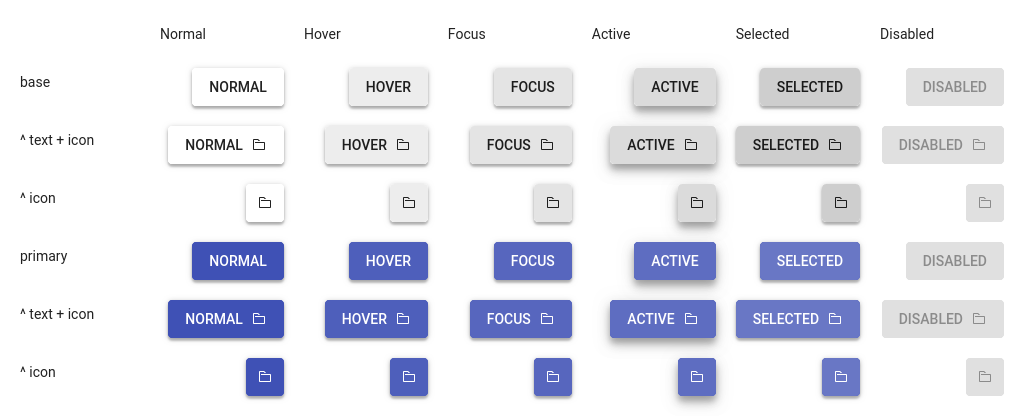 Normal Hover Focus Active Selected Disabled
base NORMAL HOVER FOCUS ACTIVE SELECTED DISABLED
^ text + icon NORMAL HOVER FOCUS ACTIVE SELECTED DISABLED
^ icon
primary NORMAL HOVER FOCUS ACTIVE SELECTED DISABLED
^ text + icon NORMAL HOVER FOCUS ACTIVE SELECTED DISABLED
^ icon